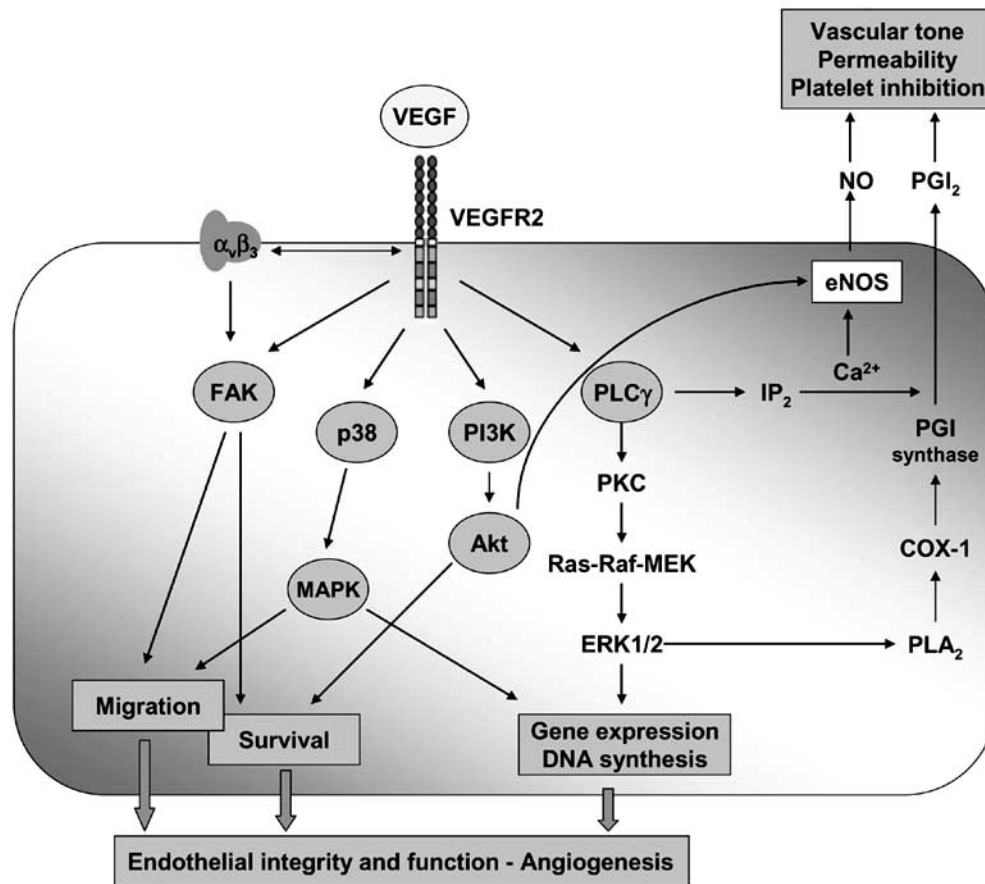 Vascular tone
Permeability
Platelet inhibition
VEGF
NO
PGI₂
VEGFR2
αᵥβ₃
eNOS
FAK
p38
PI3K
PLCγ
IP₂
Ca²⁺
PGI
synthase
PKC
Akt
COX-1
Ras-Raf-MEK
MAPK
ERK1/2
PLA₂
Migration
Survival
Gene expression
DNA synthesis
Endothelial integrity and function - Angiogenesis